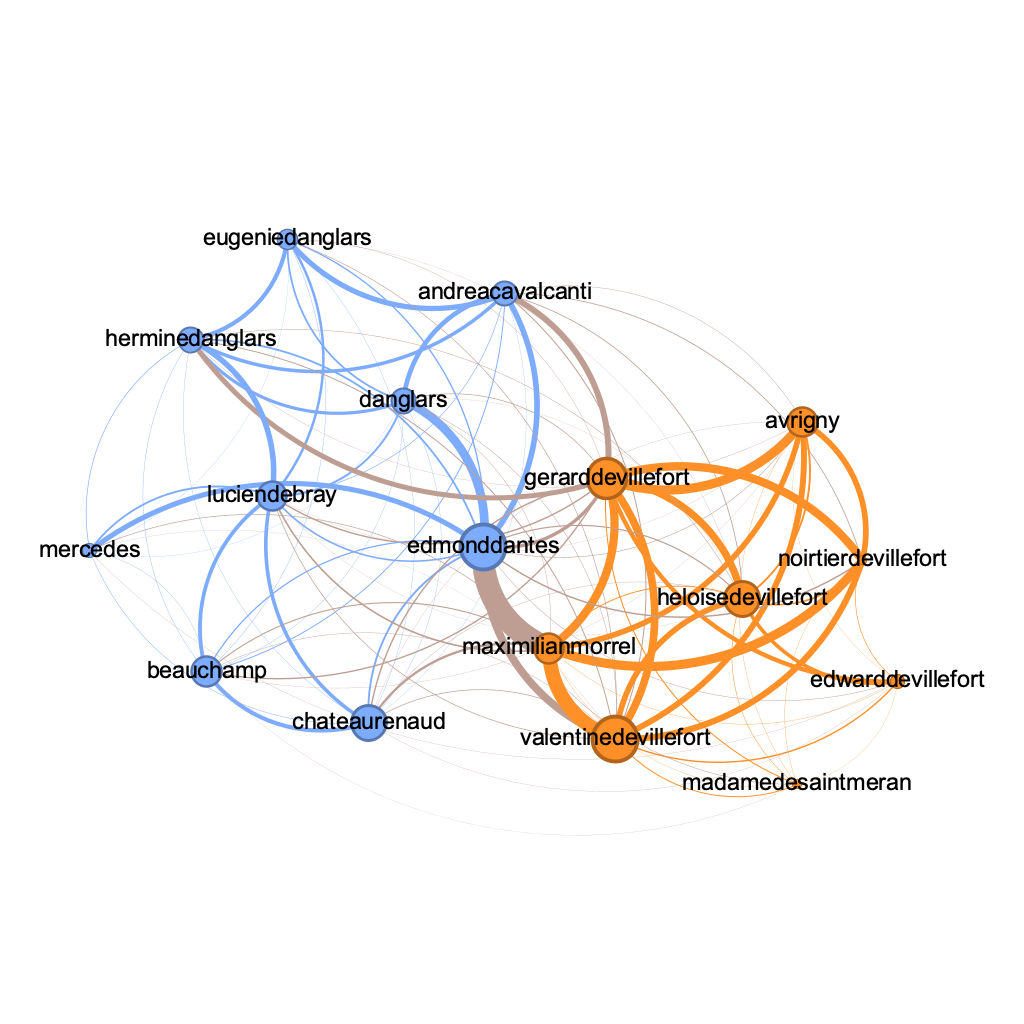 eugeniedanglars
andreacavalcanti
herminedanglars
danglars
avrigny
gerarddevillefort
luciendebray
mercedes
edmonddantes
noirtierdevillefort
heloisedevillefort
maximilianmorrel
beauchamp
edwarddevillefort
chateaurenaud
valentinedevillefort
madamedesaintmeran